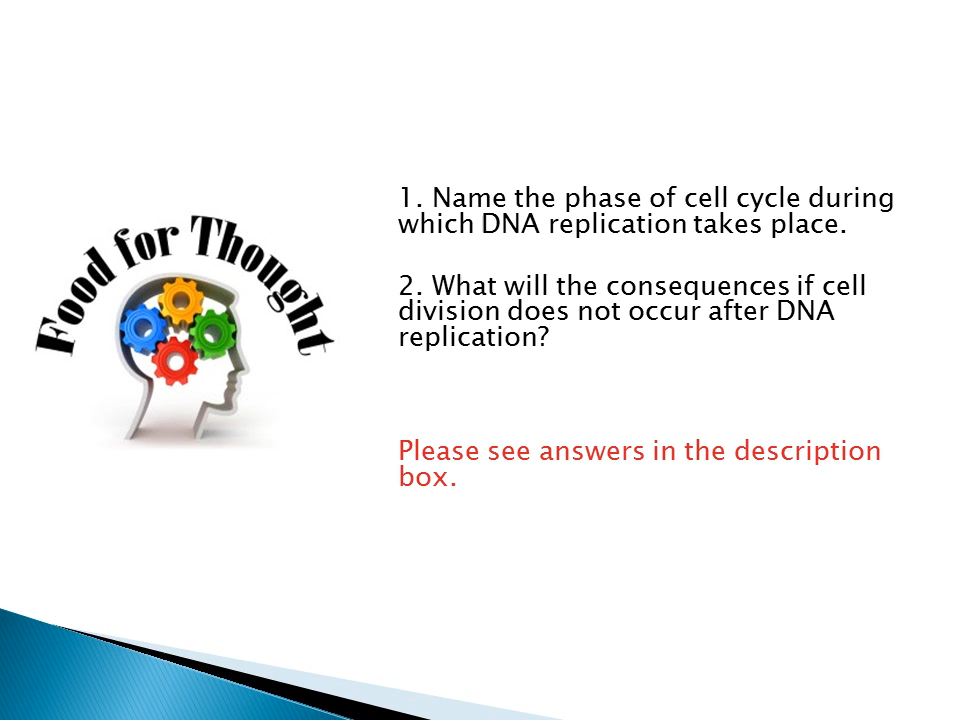 Food for Thought
1. Name the phase of cell cycle during
which DNA replication takes place.
2. What will the consequences if cell
division does not occur after DNA
replication?
Please see answers in the description
box.